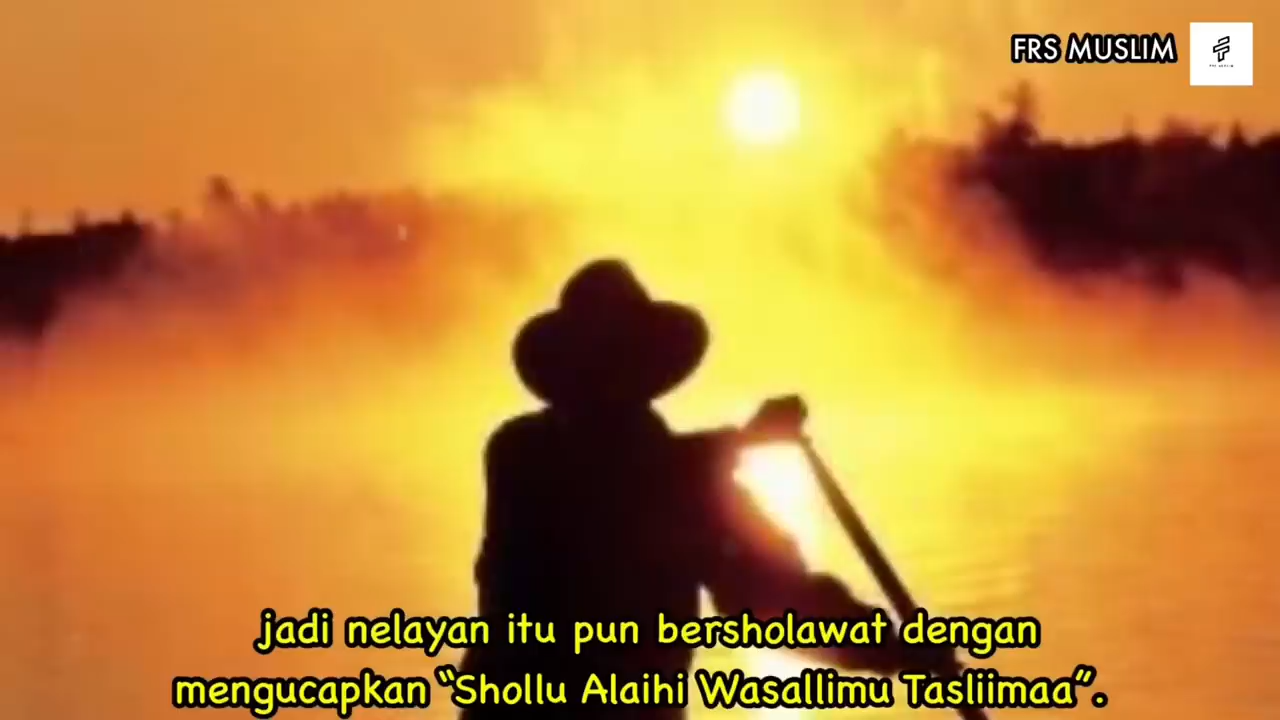 FRS MUSLIM
jadi nelayan itu pun bersholawat dengan
mengucapkan “Shollu Alaihi Wasallimu Tasliimaa”.